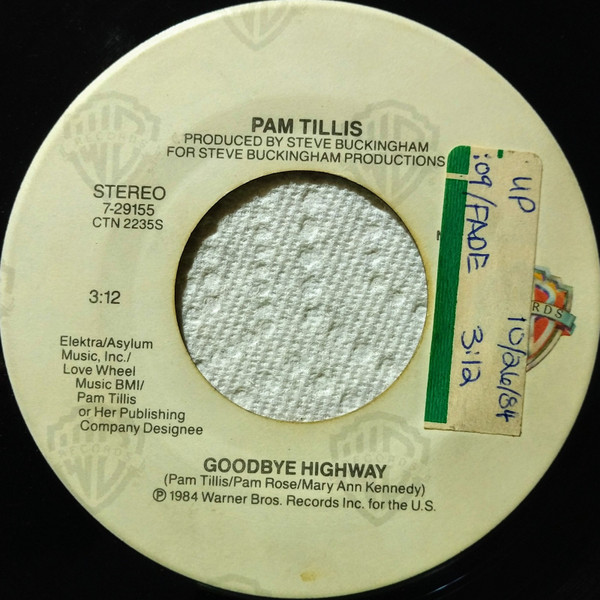 PAM TILLIS
PRODUCED BY STEVE BUCKINGHAM
FOR STEVE BUCKINGHAM PRODUCTIONS
STEREO
7-29155
CTN 2235S
3:12
Elektra/Asylum
Music, Inc./
Love Wheel
Music BMI/
Pam Tillis
or Her Publishing
Company Designee
UP 10/26/84
:09/FADE 3:12
RDS
GOODBYE HIGHWAY
(Pam Tillis/Pam Rose/Mary Ann Kennedy)
℗ 1984 Warner Bros. Records Inc. for the U.S.